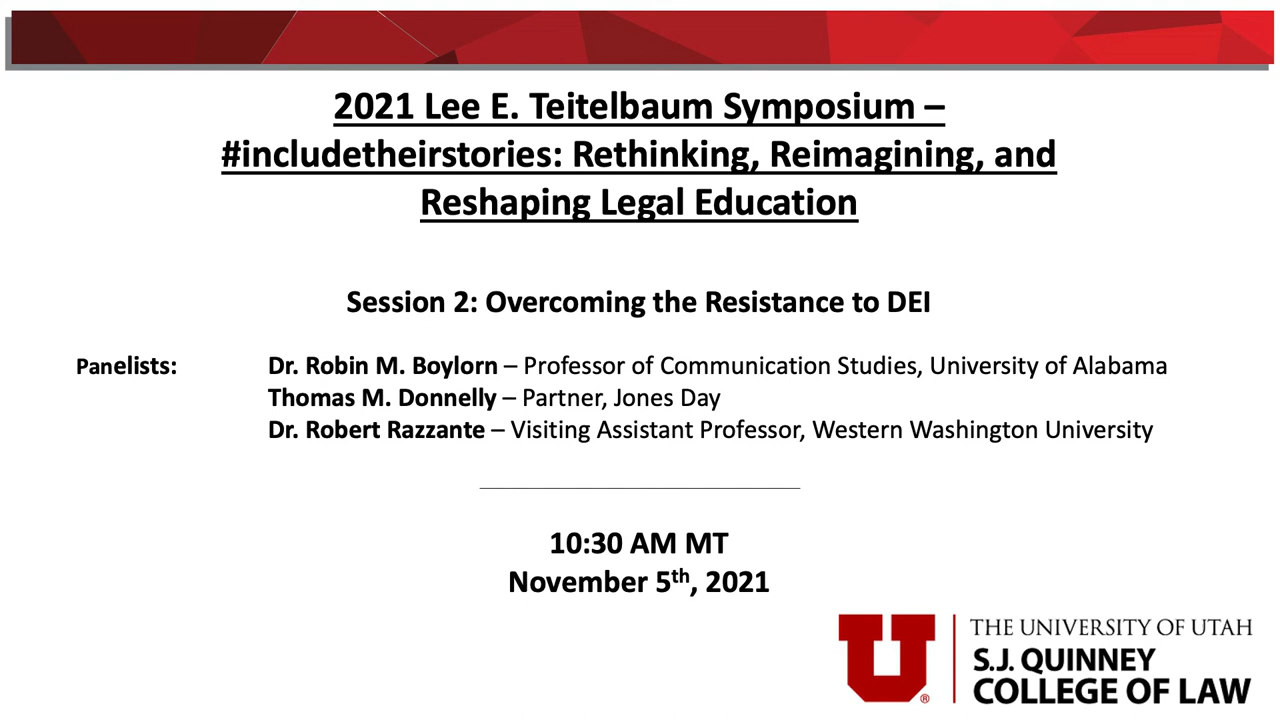 2021 Lee E. Teitelbaum Symposium –
#includetheirstories: Rethinking, Reimagining, and
Reshaping Legal Education
Session 2: Overcoming the Resistance to DEI
Panelists: Dr. Robin M. Boylorn – Professor of Communication Studies, University of Alabama
Thomas M. Donnelly – Partner, Jones Day
Dr. Robert Razzante – Visiting Assistant Professor, Western Washington University
10:30 AM MT
November 5th, 2021
U®
THE UNIVERSITY OF UTAH
S.J. QUINNEY
COLLEGE OF LAW